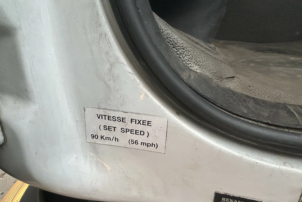 VITESSE FIXEE
( SET SPEED )
90 Km/h (56 mph)